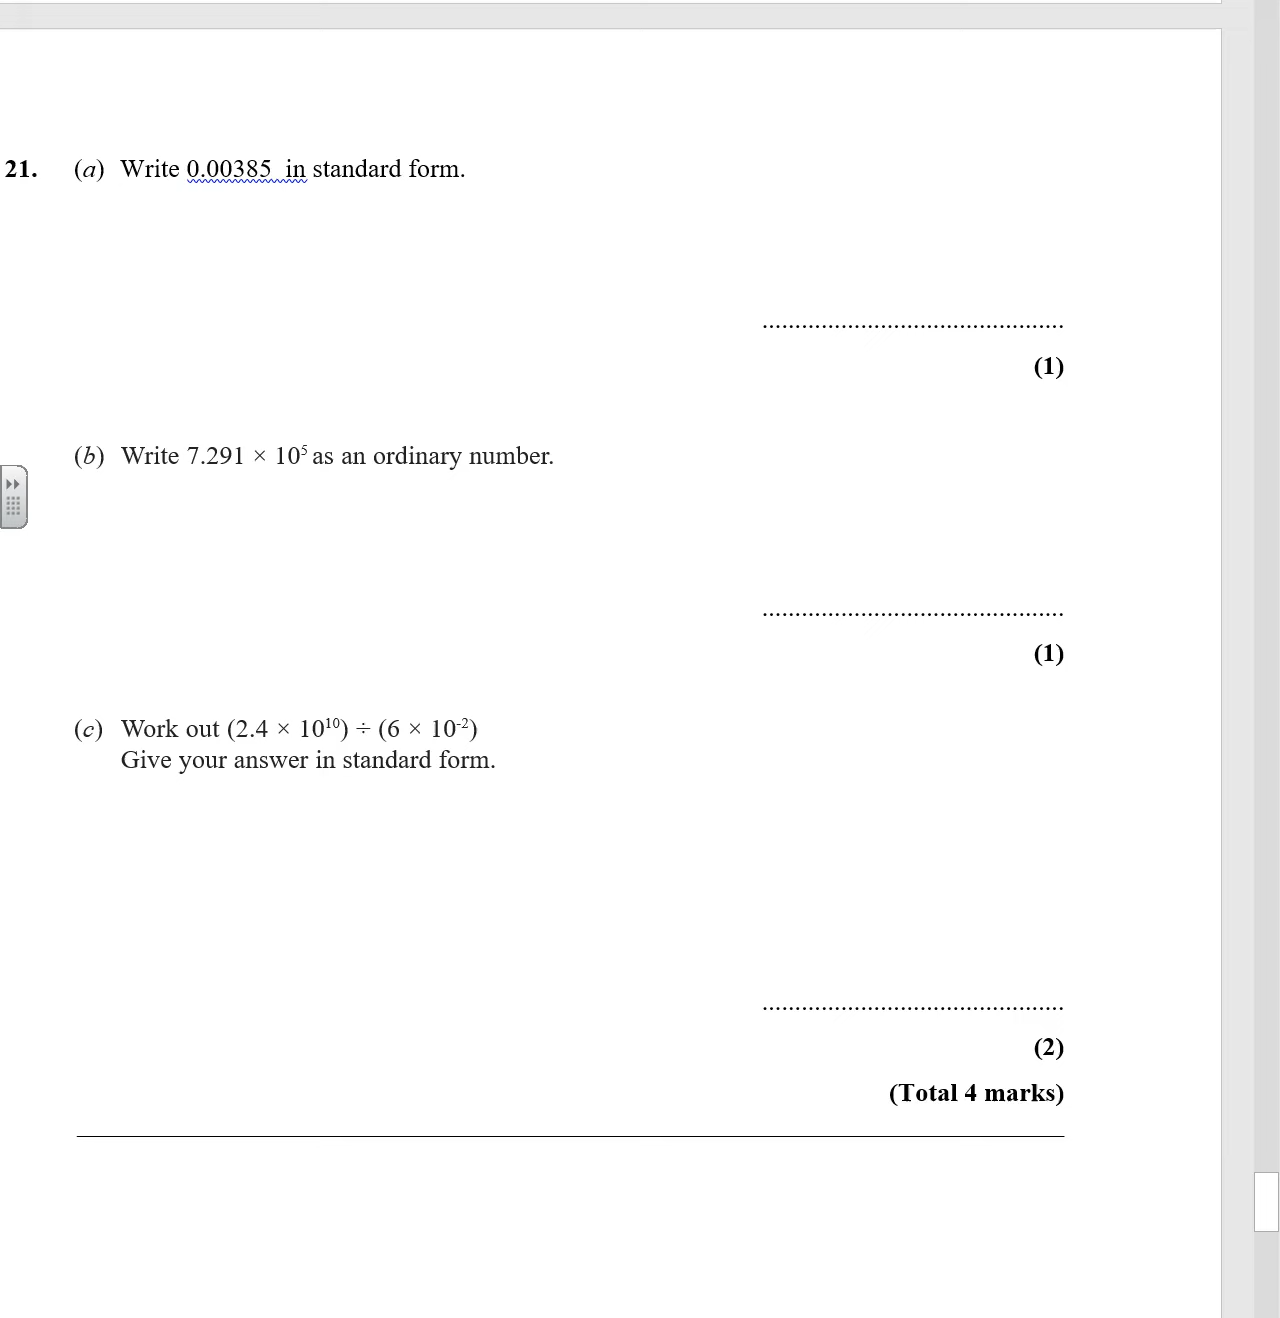 21. (a) Write 0.00385 in standard form.
..............................................
(1)
(b) Write 7.291 × 10⁵ as an ordinary number.
..............................................
(1)
(c) Work out (2.4 × 10¹⁰) ÷ (6 × 10⁻²)
Give your answer in standard form.
..............................................
(2)
(Total 4 marks)